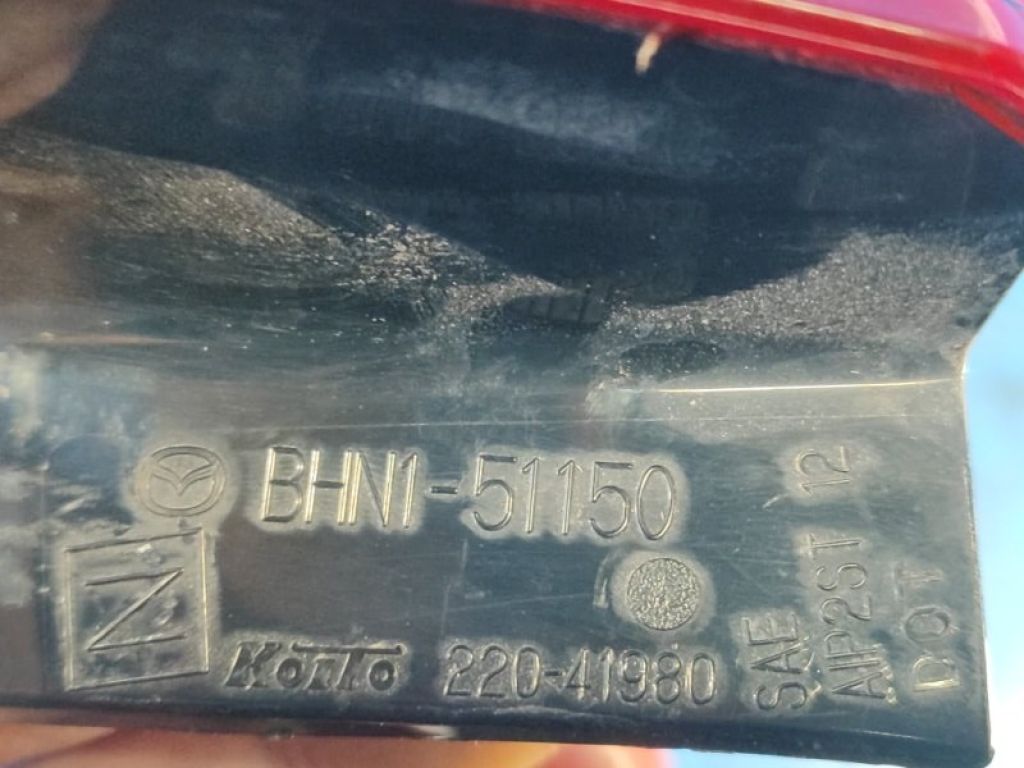 BHN1-51150
N
Koito 220-41980
SAE
AIP2ST 12
DOT